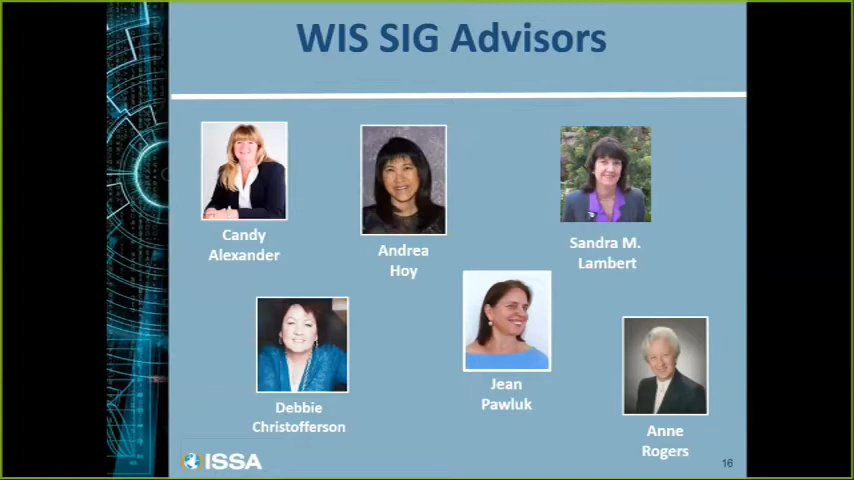 WIS SIG Advisors
Candy
Alexander
Andrea
Hoy
Sandra M.
Lambert
Debbie
Christofferson
Jean
Pawluk
Anne
Rogers
ISSA
16